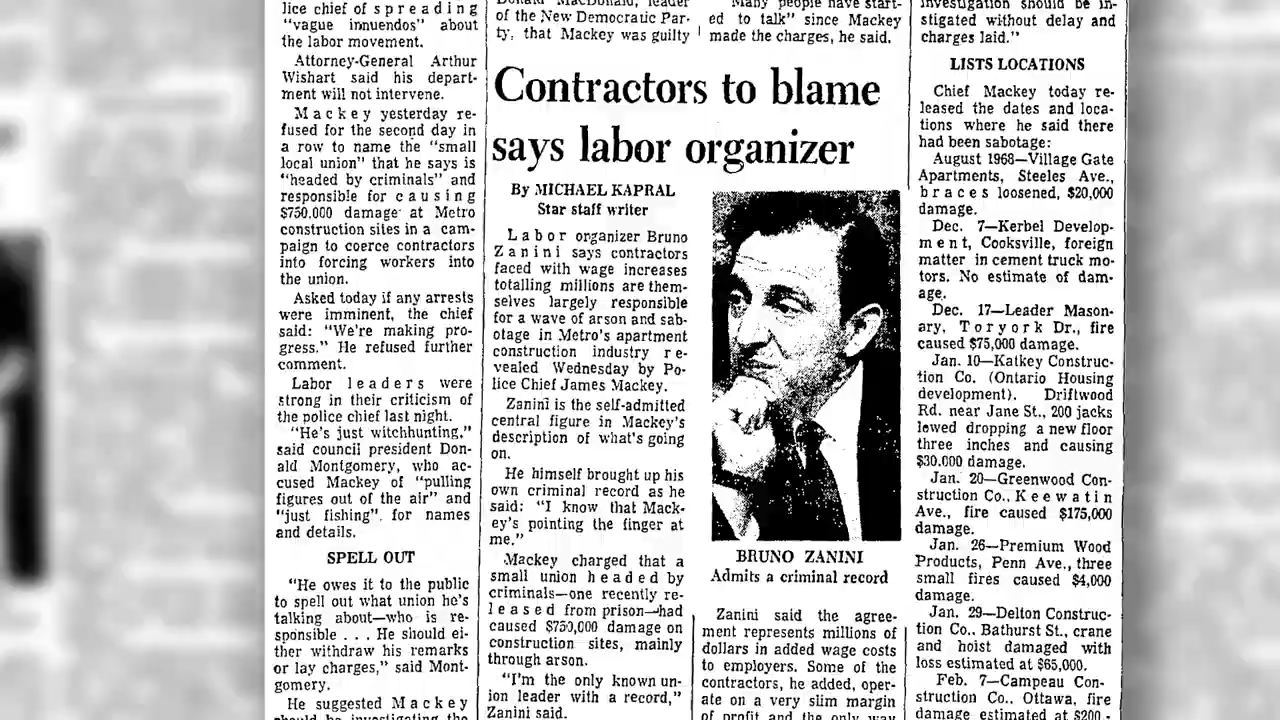 lice chief of spreading
"vague innuendos" about
the labor movement.
Attorney-General Arthur
Wishart said his depart-
ment will not intervene.
Mackey yesterday re-
fused for the second day in
a row to name the "small
local union" that he says is
"headed by criminals" and
responsible for causing
$750,000 damage at Metro
construction sites in a cam-
paign to coerce contractors
into forcing workers into
the union.
Asked today if any arrests
were imminent, the chief
said: "We're making pro-
gress." He refused further
comment.
Labor leaders were
strong in their criticism of
the police chief last night.
"He's just witchhunting,"
said council president Don-
ald Montgomery, who ac-
cused Mackey of "pulling
figures out of the air" and
"just fishing". for names
and details.
SPELL OUT
"He owes it to the public
to spell out what union he's
talking about—who is re-
sponsible . . . He should ei-
ther withdraw his remarks
or lay charges," said Mont-
gomery.
He suggested Mackey
should be investigating the
Donald MacDonald, leader
of the New Democratic Par-
ty, that Mackey was guilty
"Many people have start-
ed to talk" since Mackey
made the charges, he said.
Contractors to blame
says labor organizer
By MICHAEL KAPRAL
Star staff writer
Labor organizer Bruno
Zanini says contractors
faced with wage increases
totalling millions are them-
selves largely responsible
for a wave of arson and sab-
otage in Metro's apartment
construction industry re-
vealed Wednesday by Po-
lice Chief James Mackey.
Zanini is the self-admitted
central figure in Mackey's
description of what's going
on.
He himself brought up his
own criminal record as he
said: "I know that Mack-
ey's pointing the finger at
me."
Mackey charged that a
small union headed by
criminals—one recently re-
leased from prison—had
caused $750,000 damage on
construction sites, mainly
through arson.
"I'm the only known un-
ion leader with a record,"
Zanini said.
BRUNO ZANINI
Admits a criminal record
Zanini said the agree-
ment represents millions of
dollars in added wage costs
to employers. Some of the
contractors, he added, oper-
ate on a very slim margin
of profit and the only way
investigation should be in-
stigated without delay and
charges laid."
LISTS LOCATIONS
Chief Mackey today re-
leased the dates and loca-
tions where he said there
had been sabotage:
August 1968—Village Gate
Apartments, Steeles Ave.,
braces loosened, $20,000
damage.
Dec. 7—Kerbel Develop-
ment, Cooksville, foreign
matter in cement truck mo-
tors. No estimate of dam-
age.
Dec. 17—Leader Mason-
ary, Toryork Dr., fire
caused $75,000 damage.
Jan. 10—Katkey Construc-
tion Co. (Ontario Housing
development). Driftwood
Rd. near Jane St., 200 jacks
lowed dropping a new floor
three inches and causing
$30.000 damage.
Jan. 20—Greenwood Con-
struction Co., Keewatin
Ave., fire caused $175,000
damage.
Jan. 26—Premium Wood
Products, Penn Ave., three
small fires caused $4,000
damage.
Jan. 29—Delton Construc-
tion Co., Bathurst St., crane
and hoist damaged with
loss estimated at $65,000.
Feb. 7—Campeau Con-
struction Co., Ottawa, fire
damage estimated at $200,-